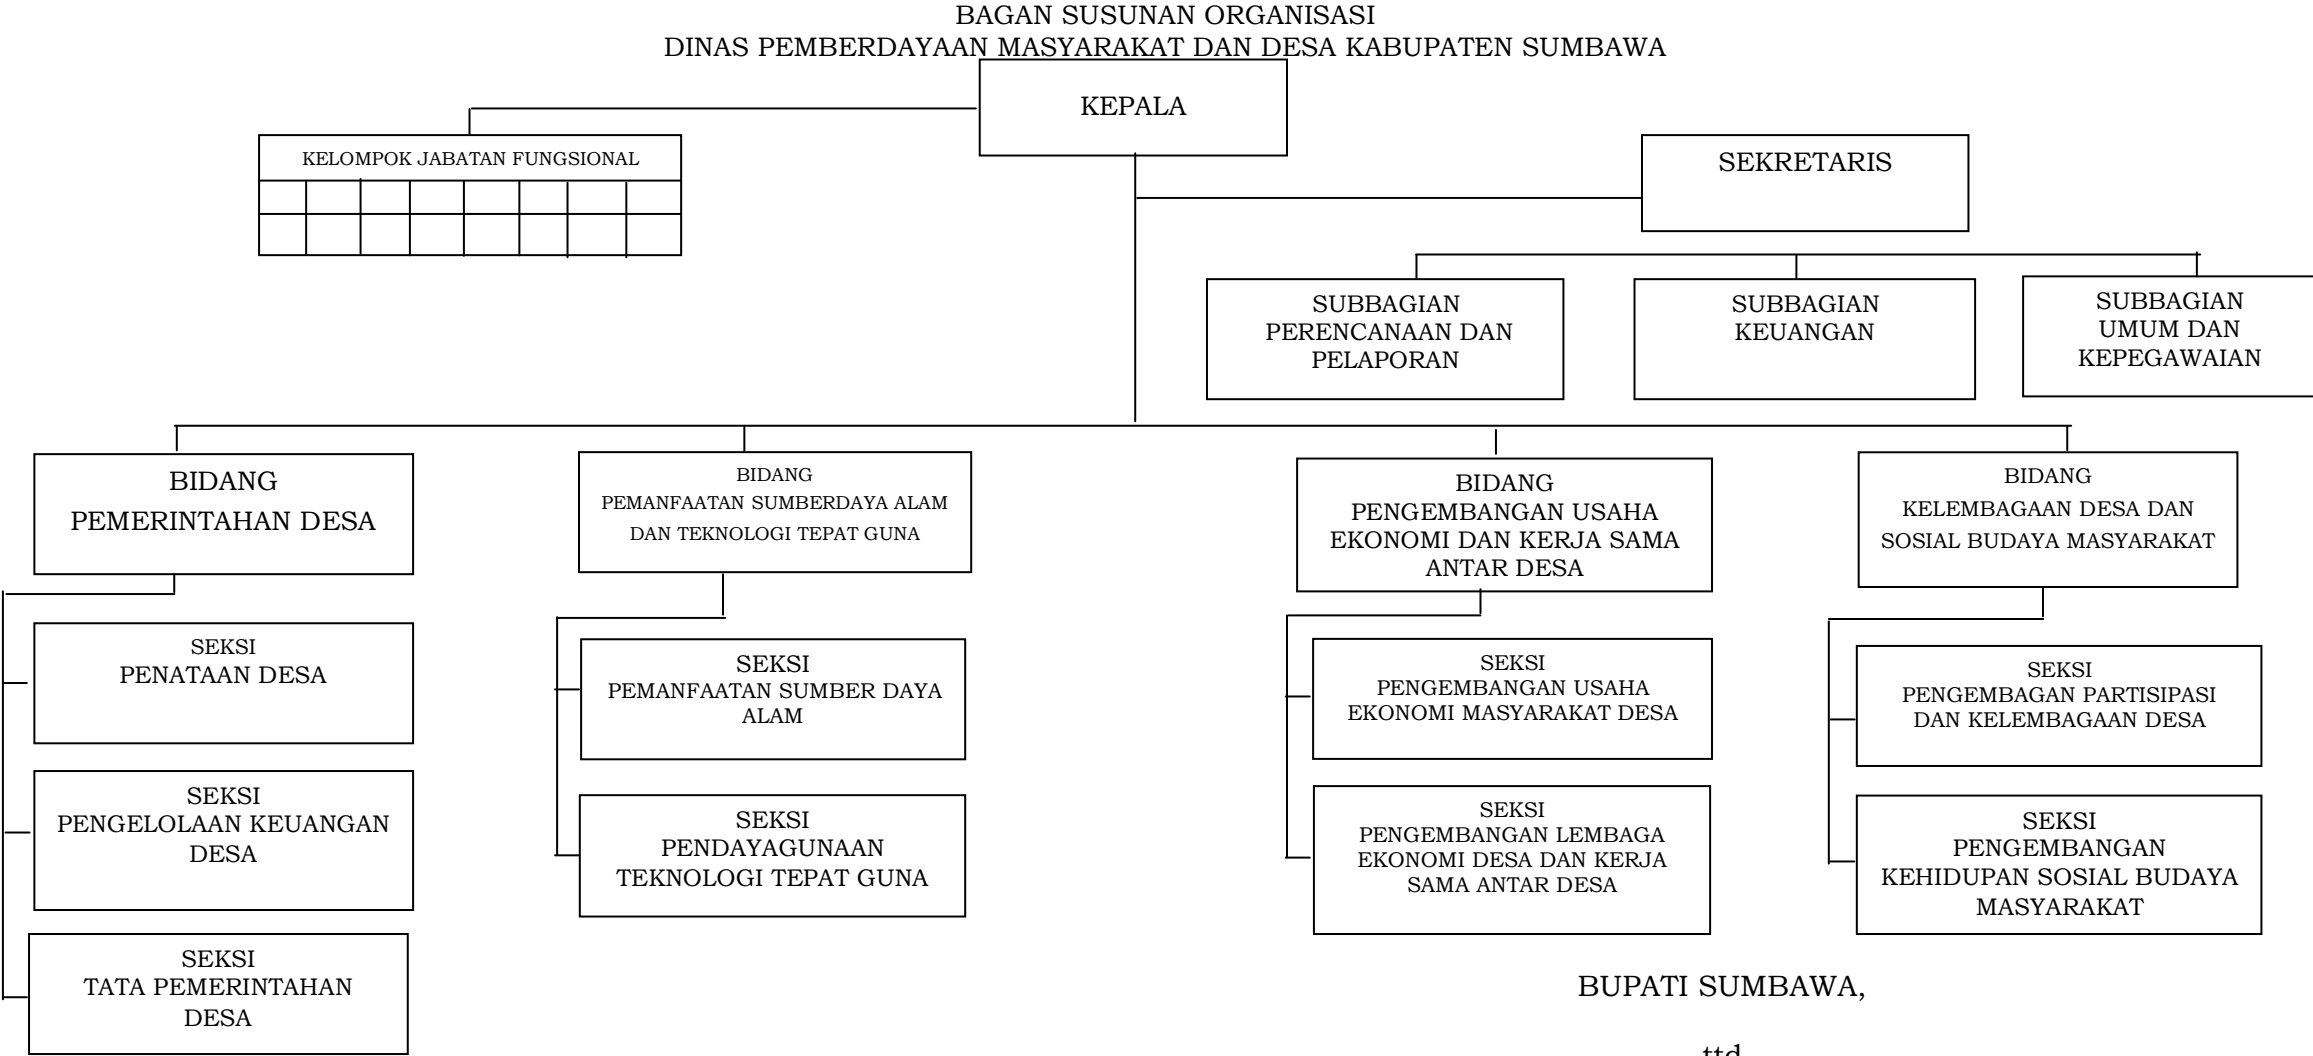 BAGAN SUSUNAN ORGANISASI
DINAS PEMBERDAYAAN MASYARAKAT DAN DESA KABUPATEN SUMBAWA
KEPALA
KELOMPOK JABATAN FUNGSIONAL
SEKRETARIS
SUBBAGIAN
PERENCANAAN DAN
PELAPORAN
SUBBAGIAN
KEUANGAN
SUBBAGIAN
UMUM DAN
KEPEGAWAIAN
BIDANG
PEMERINTAHAN DESA
BIDANG
PEMANFAATAN SUMBERDAYA ALAM
DAN TEKNOLOGI TEPAT GUNA
BIDANG
PENGEMBANGAN USAHA
EKONOMI DAN KERJA SAMA
ANTAR DESA
BIDANG
KELEMBAGAAN DESA DAN
SOSIAL BUDAYA MASYARAKAT
SEKSI
PENATAAN DESA
SEKSI
PEMANFAATAN SUMBER DAYA
ALAM
SEKSI
PENGEMBANGAN USAHA
EKONOMI MASYARAKAT DESA
SEKSI
PENGEMBAGAN PARTISIPASI
DAN KELEMBAGAAN DESA
SEKSI
PENGELOLAAN KEUANGAN
DESA
SEKSI
PENDAYAGUNAAN
TEKNOLOGI TEPAT GUNA
SEKSI
PENGEMBANGAN LEMBAGA
EKONOMI DESA DAN KERJA
SAMA ANTAR DESA
SEKSI
PENGEMBANGAN
KEHIDUPAN SOSIAL BUDAYA
MASYARAKAT
SEKSI
TATA PEMERINTAHAN
DESA
BUPATI SUMBAWA,
ttd